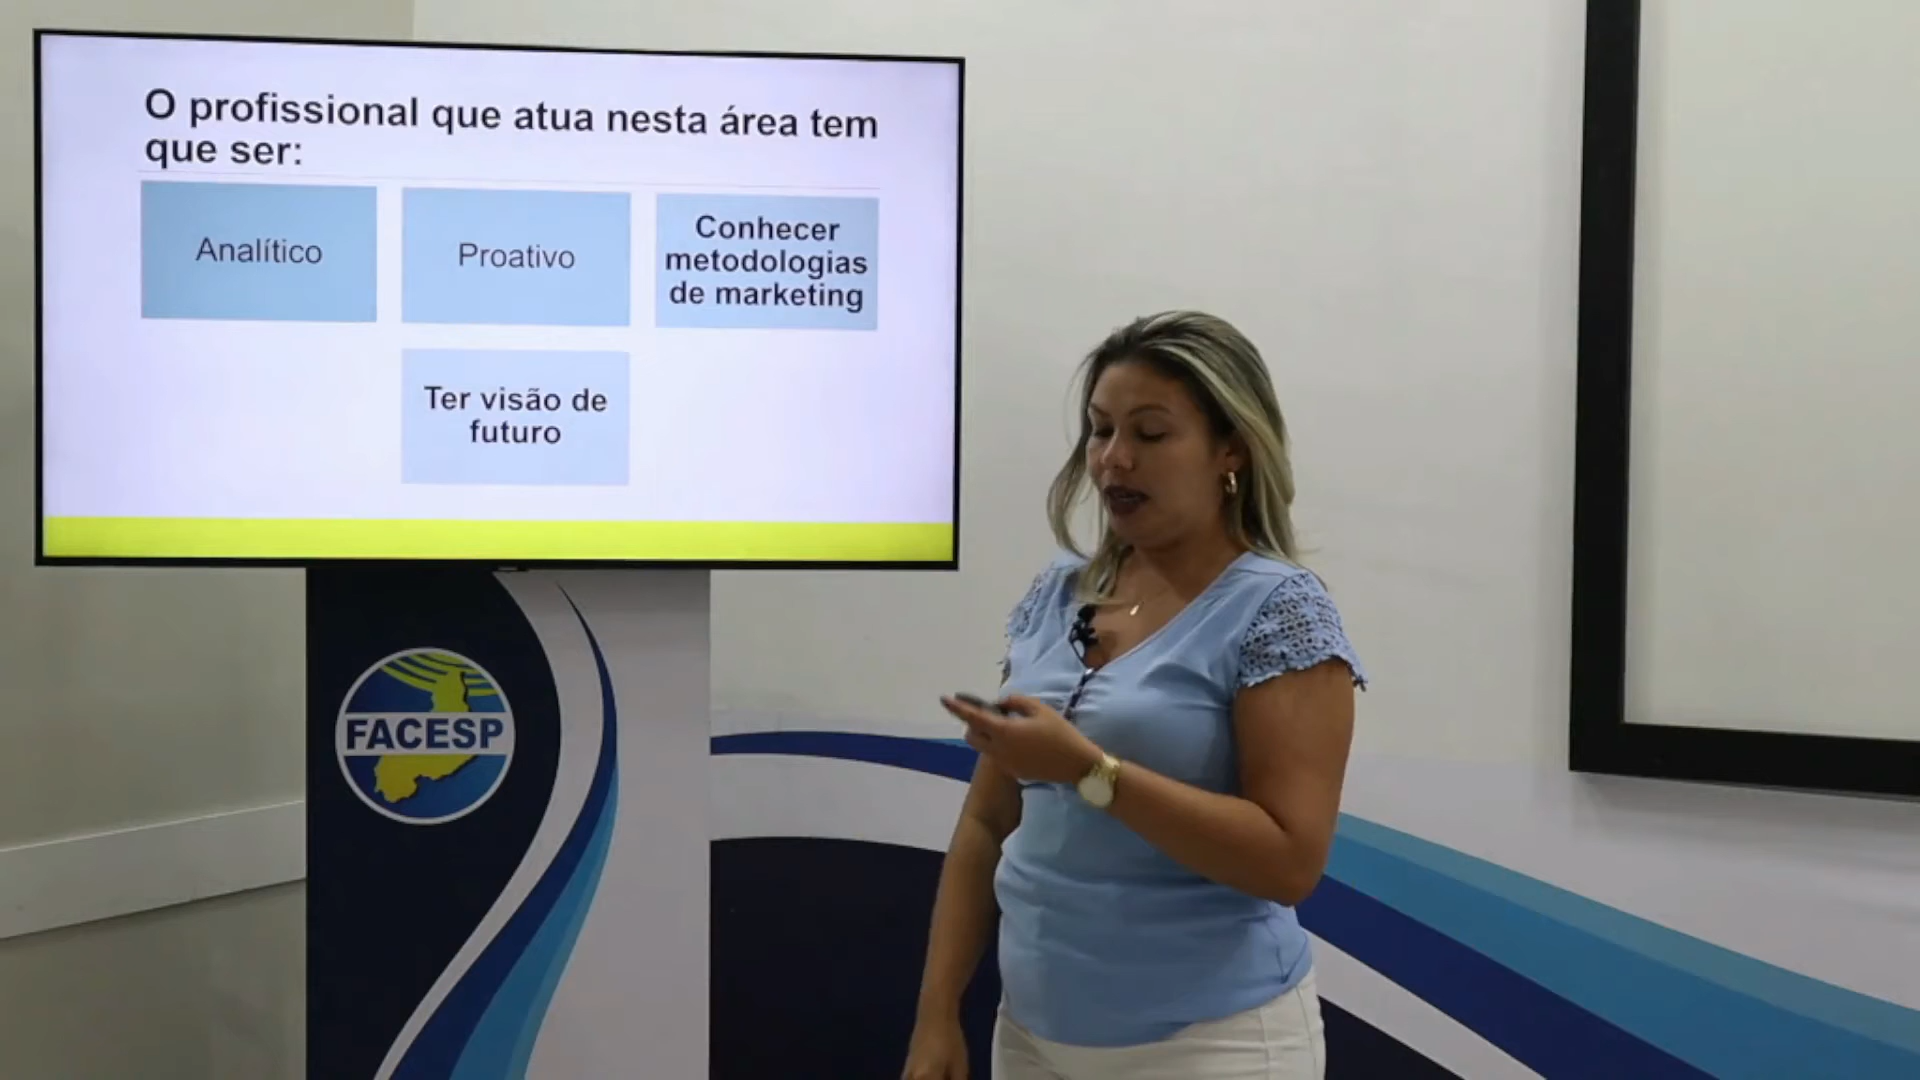 O profissional que atua nesta área tem
que ser:
Analítico
Proativo
Conhecer
metodologias
de marketing
Ter visão de
futuro
FACESP